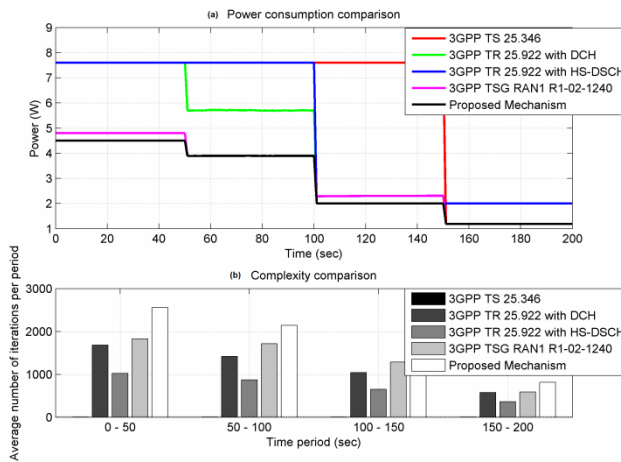 (a) Power consumption comparison
9
8
7
6
5
4
3
2
1
Power (W)
3GPP TS 25.346
3GPP TR 25.922 with DCH
3GPP TR 25.922 with HS-DSCH
3GPP TSG RAN1 R1-02-1240
Proposed Mechanism
0 20 40 60 80 100 120 140 160 180 200
Time (sec)
(b) Complexity comparison
Average number of iterations per period
3000
2000
1000
0
3GPP TS 25.346
3GPP TR 25.922 with DCH
3GPP TR 25.922 with HS-DSCH
3GPP TSG RAN1 R1-02-1240
Proposed Mechanism
0 - 50 50 - 100 100 - 150 150 - 200
Time period (sec)